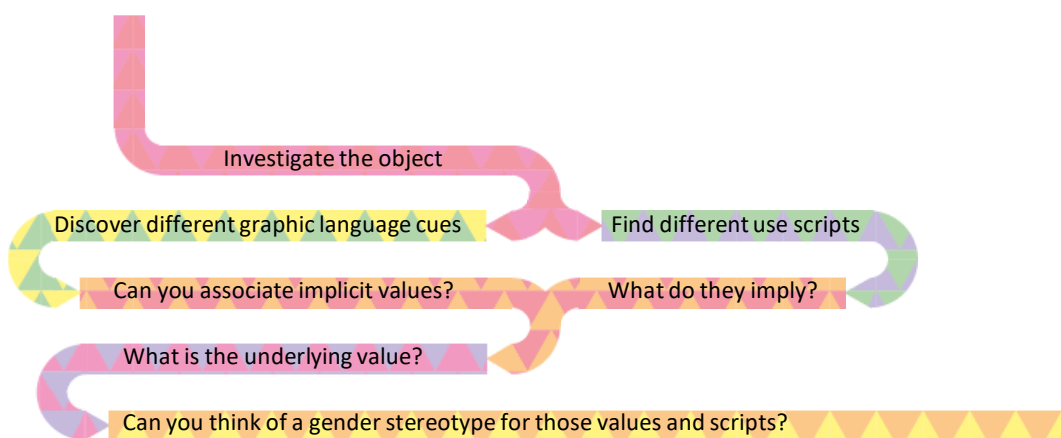 Investigate the object
Discover different graphic language cues
Find different use scripts
Can you associate implicit values?
What do they imply?
What is the underlying value?
Can you think of a gender stereotype for those values and scripts?